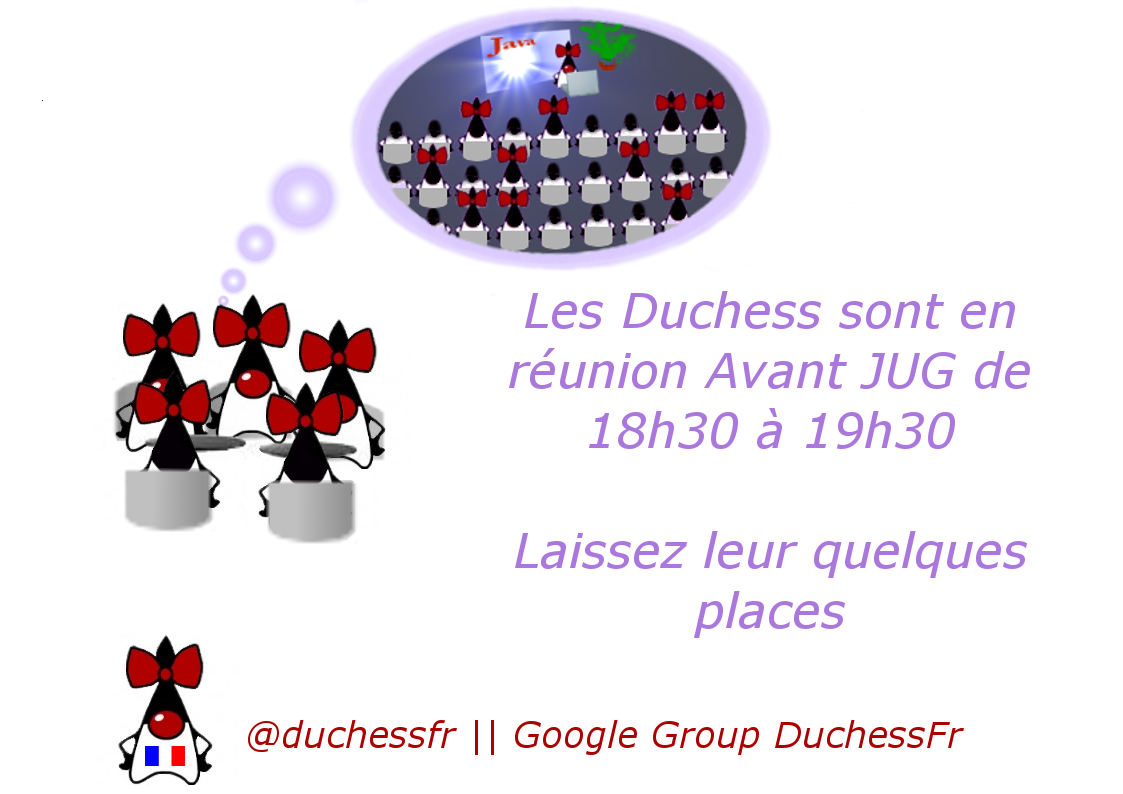 Java
Les Duchess sont en
réunion Avant JUG de
18h30 à 19h30
Laissez leur quelques
places
@duchessfr || Google Group DuchessFr